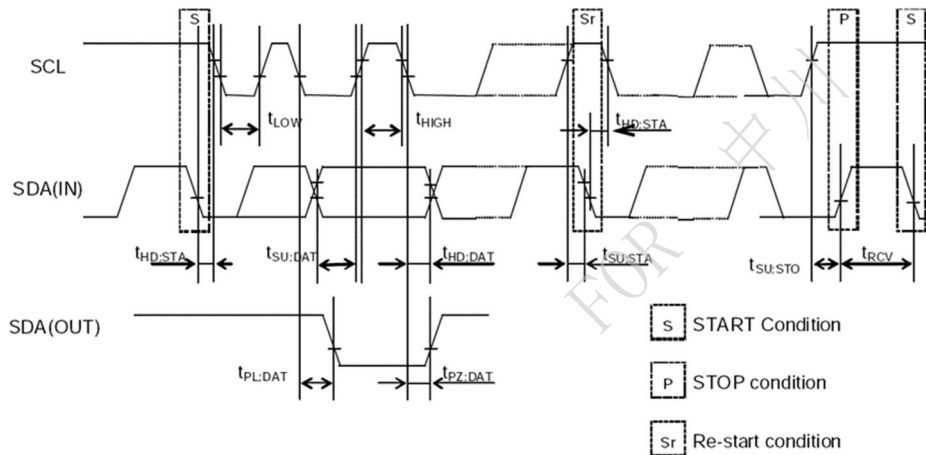 S Sr P S
SCL
tLOW tHIGH tHD:STA
SDA(IN)
tHD:STA tSU:DAT tHD:DAT tSU:STA tSU:STO tRCV
SDA(OUT)
tPL:DAT tPZ:DAT
S START Condition
P STOP condition
Sr Re-start condition
FOR 中川